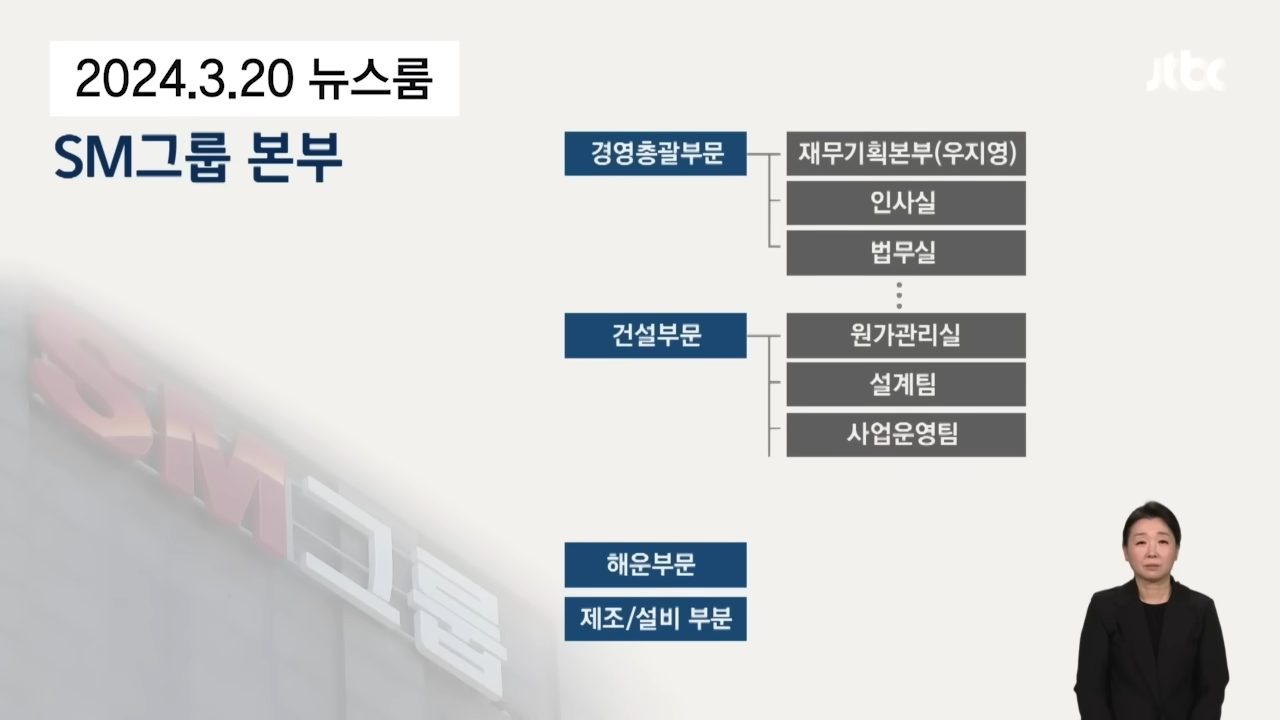 2024.3.20 뉴스룸
jtbc
SM그룹 본부
경영총괄부문
재무기획본부(우지영)
인사실
법무실
건설부문
원가관리실
설계팀
사업운영팀
해운부문
제조/설비 부분
SM그룹